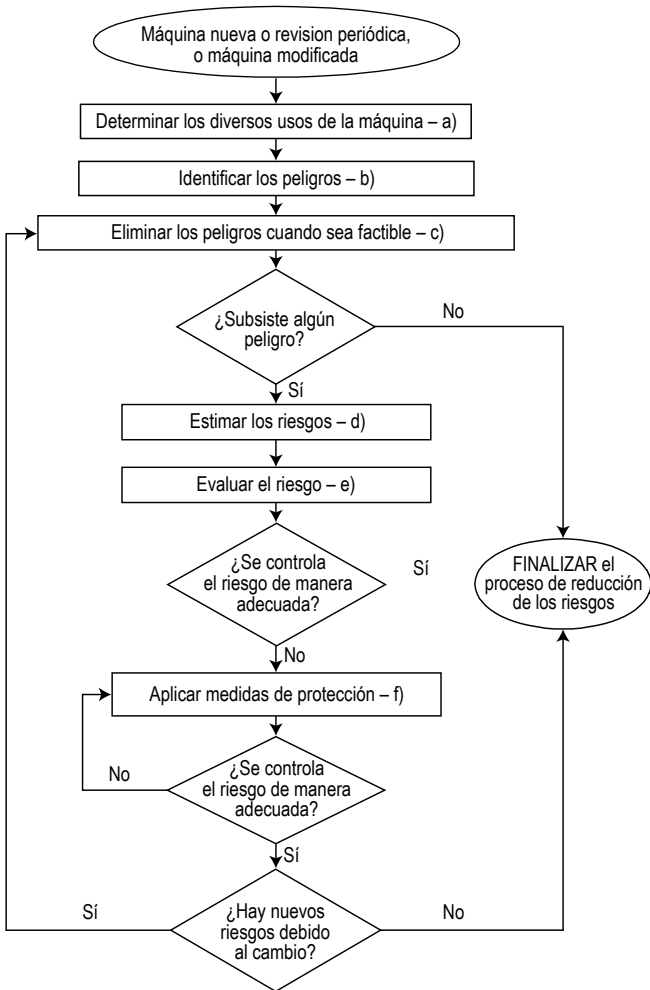 Máquina nueva o revision periódica,
o máquina modificada
Determinar los diversos usos de la máquina – a)
Identificar los peligros – b)
Eliminar los peligros cuando sea factible – c)
¿Subsiste algún
peligro?
No
Sí
Estimar los riesgos – d)
Evaluar el riesgo – e)
¿Se controla
el riesgo de manera
adecuada?
Sí
FINALIZAR el
proceso de reducción
de los riesgos
No
Aplicar medidas de protección – f)
No
¿Se controla
el riesgo de manera
adecuada?
Sí
Sí
¿Hay nuevos
riesgos debido
al cambio?
No